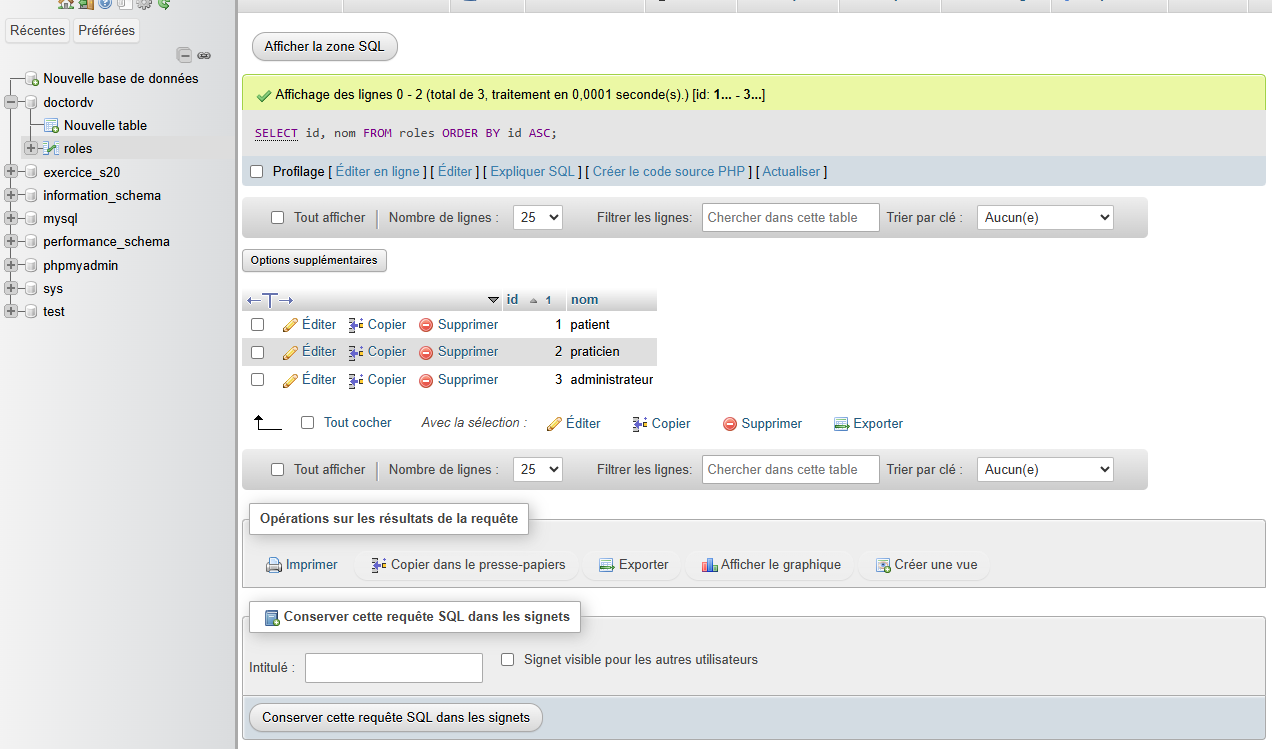 Récentes Préférées
Nouvelle base de données
doctordv
Nouvelle table
roles
exercice_s20
information_schema
mysql
performance_schema
phpmyadmin
sys
test
Afficher la zone SQL
Affichage des lignes 0 - 2 (total de 3, traitement en 0,0001 seconde(s).) [id: 1... - 3...]
SELECT id, nom FROM roles ORDER BY id ASC;
Profilage [ Éditer en ligne ] [ Éditer ] [ Expliquer SQL ] [ Créer le code source PHP ] [ Actualiser ]
Tout afficher Nombre de lignes : 25 Filtrer les lignes: Chercher dans cette table Trier par clé : Aucun(e)
Options supplémentaires
id 1 nom
Éditer Copier Supprimer 1 patient
Éditer Copier Supprimer 2 praticien
Éditer Copier Supprimer 3 administrateur
Tout cocher Avec la sélection : Éditer Copier Supprimer Exporter
Tout afficher Nombre de lignes : 25 Filtrer les lignes: Chercher dans cette table Trier par clé : Aucun(e)
Opérations sur les résultats de la requête
Imprimer Copier dans le presse-papiers Exporter Afficher le graphique Créer une vue
Conserver cette requête SQL dans les signets
Intitulé : Signet visible pour les autres utilisateurs
Conserver cette requête SQL dans les signets